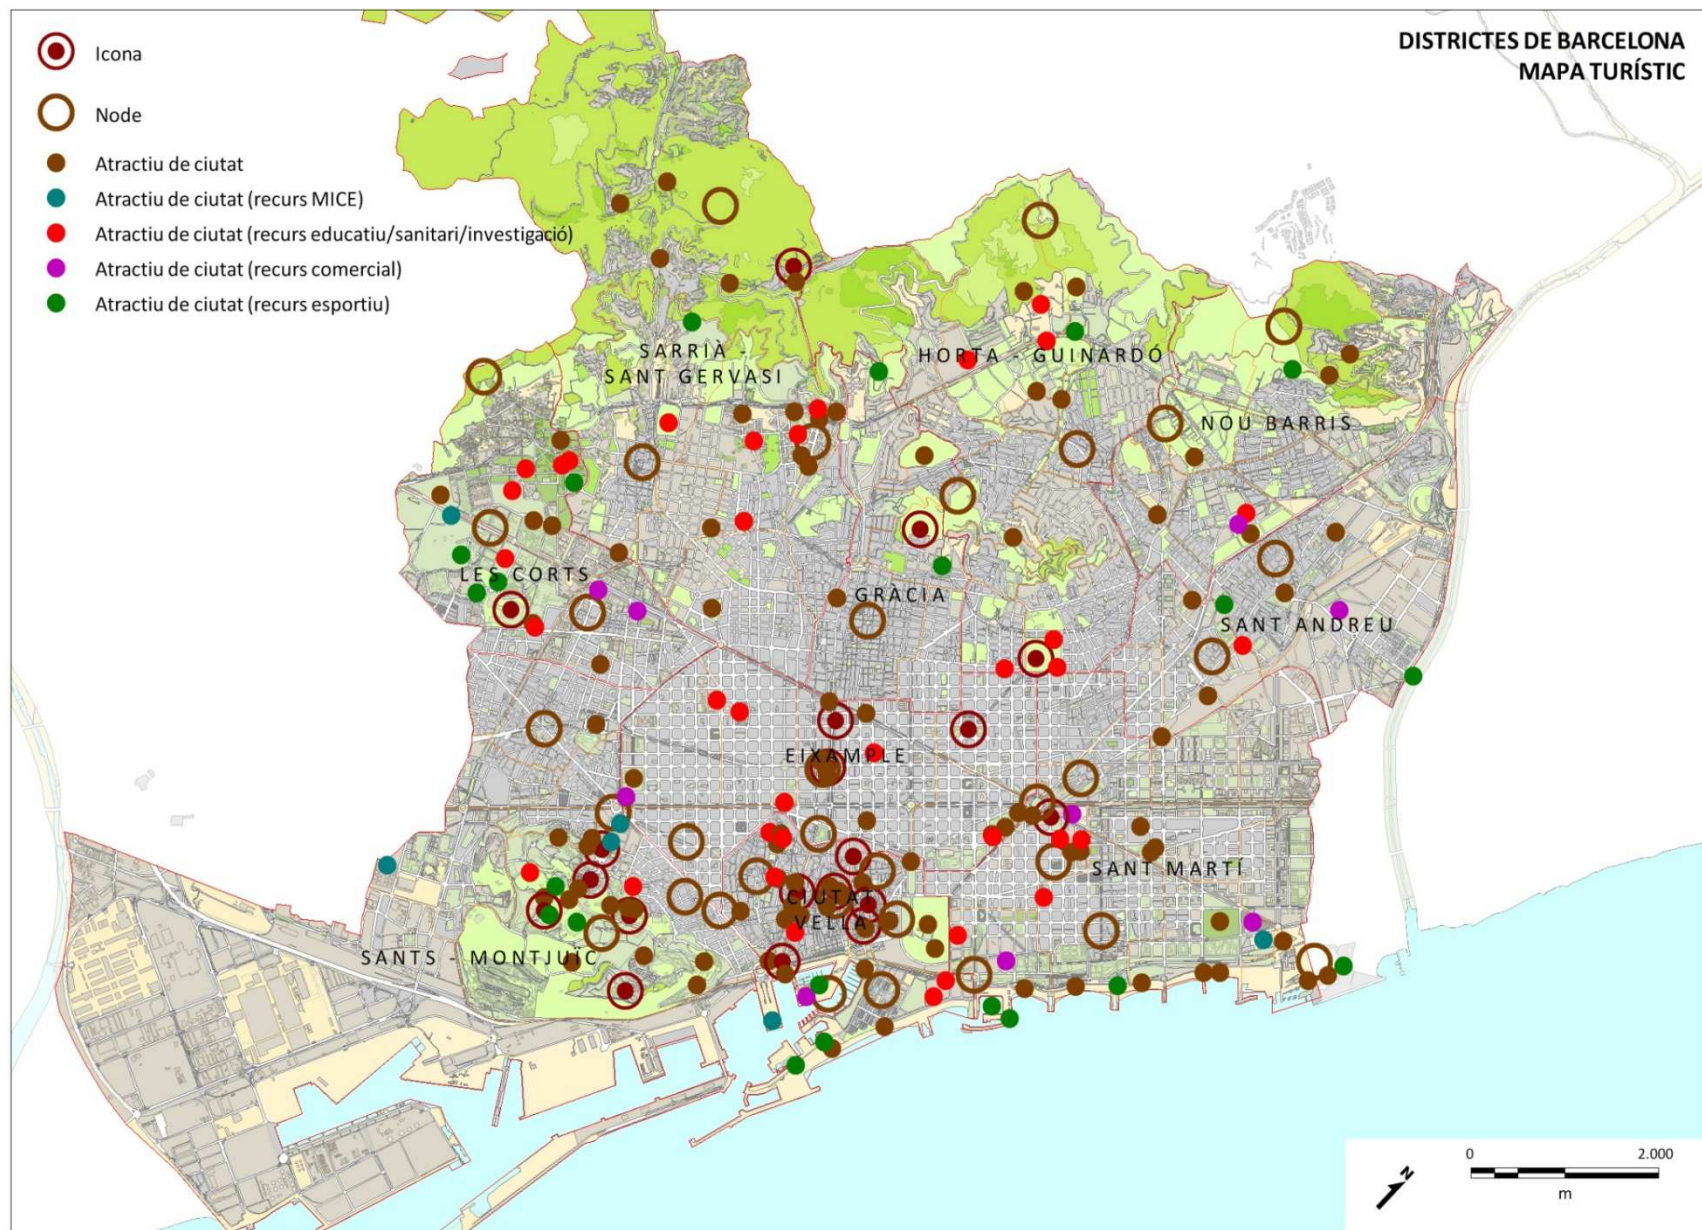 DISTRICTES DE BARCELONA
MAPA TURÍSTIC
Icona
Node
Atractiu de ciutat
Atractiu de ciutat (recurs MICE)
Atractiu de ciutat (recurs educatiu/sanitari/investigació)
Atractiu de ciutat (recurs comercial)
Atractiu de ciutat (recurs esportiu)
SARRIÀ -
SANT GERVASI
HORTA - GUINARDÓ
NOU BARRIS
LES CORTS
GRÀCIA
SANT ANDREU
EIXAMPLE
SANT MARTÍ
CIUTAT
VELLA
SANTS - MONTJUÏC
N
0 2.000
m